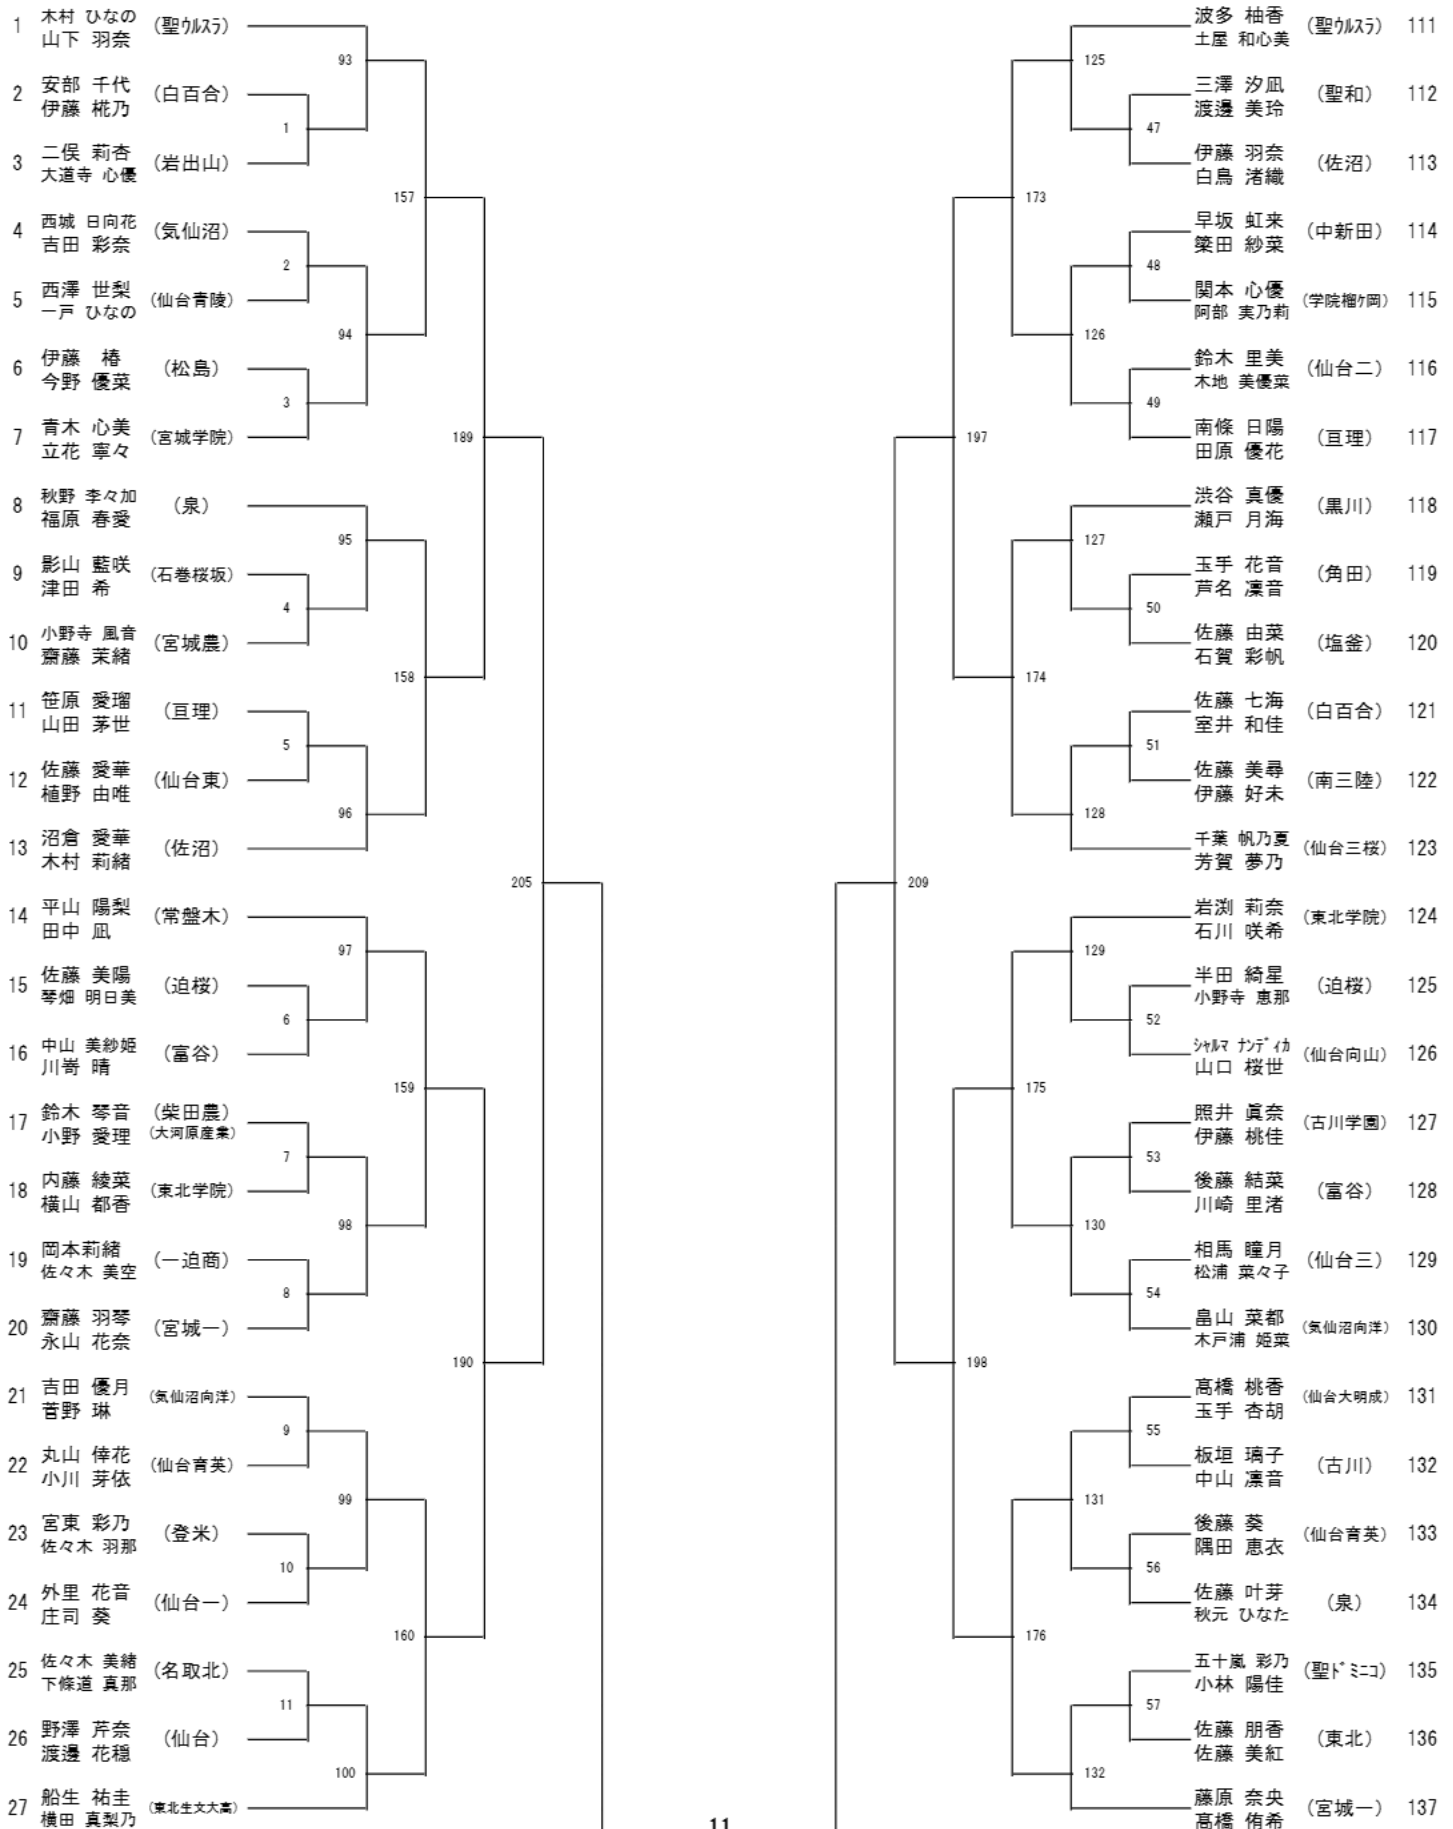 1 木村 ひなの (聖ｳﾙｽﾗ)
山下 羽奈
93
2 安部 千代 (白百合)
伊藤 椛乃
1
3 二俣 莉杏 (岩出山)
大道寺 心優
157
4 西城 日向花 (気仙沼)
吉田 彩奈
2
5 西澤 世梨 (仙台青陵)
一戸 ひなの
94
6 伊藤 椿 (松島)
今野 優菜
3
7 青木 心美 (宮城学院)
立花 寧々
189
8 秋野 李々加 (泉)
福原 春愛
95
9 影山 藍咲 (石巻桜坂)
津田 希
4
10 小野寺 風音 (宮城農)
齋藤 茉緒
158
11 笹原 愛瑠 (亘理)
山田 茅世
5
12 佐藤 愛華 (仙台東)
植野 由唯
96
13 沼倉 愛華 (佐沼)
木村 莉緒
205
14 平山 陽梨 (常盤木)
田中 凪
97
15 佐藤 美陽 (迫桜)
琴畑 明日美
6
16 中山 美紗姫 (富谷)
川嵜 晴
159
17 鈴木 琴音 (柴田農)
小野 愛理 (大河原産業)
7
18 内藤 綾菜 (東北学院)
横山 都香
98
19 岡本莉緒 (一迫商)
佐々木 美空
8
20 齋藤 羽琴 (宮城一)
永山 花奈
190
21 吉田 優月 (気仙沼向洋)
菅野 琳
9
22 丸山 倖花 (仙台育英)
小川 芽依
99
23 宮東 彩乃 (登米)
佐々木 羽那
10
24 外里 花音 (仙台一)
庄司 葵
160
25 佐々木 美緒 (名取北)
下條道 真那
11
26 野澤 芹奈 (仙台)
渡邊 花穏
100
27 船生 祐圭 (東北生文大高)
横田 真梨乃
波多 柚香 (聖ｳﾙｽﾗ) 111
土屋 和心美
125
三澤 汐凪 (聖和) 112
渡邊 美玲
47
伊藤 羽奈 (佐沼) 113
白鳥 渚織
173
早坂 虹来 (中新田) 114
簗田 紗菜
48
関本 心優 (学院榴ケ岡) 115
阿部 実乃莉
126
鈴木 里美 (仙台二) 116
木地 美優菜
49
南條 日陽 (亘理) 117
田原 優花
197
渋谷 真優 (黒川) 118
瀬戸 月海
127
玉手 花音 (角田) 119
芦名 凜音
50
佐藤 由菜 (塩釜) 120
石賀 彩帆
174
佐藤 七海 (白百合) 121
室井 和佳
51
佐藤 美尋 (南三陸) 122
伊藤 好未
128
千葉 帆乃夏 (仙台三桜) 123
芳賀 夢乃
209
岩渕 莉奈 (東北学院) 124
石川 咲希
129
半田 綺星 (迫桜) 125
小野寺 恵那
52
ｼｬﾙﾏ ﾅﾝﾃﾞｨｶ (仙台向山) 126
山口 桜世
175
照井 眞奈 (古川学園) 127
伊藤 桃佳
53
後藤 結菜 (富谷) 128
川崎 里渚
130
相馬 瞳月 (仙台三) 129
松浦 菜々子
54
畠山 菜都 (気仙沼向洋) 130
木戸浦 姫菜
198
髙橋 桃香 (仙台大明成) 131
玉手 杏胡
55
板垣 璃子 (古川) 132
中山 凛音
131
後藤 葵 (仙台育英) 133
隅田 恵衣
56
佐藤 叶芽 (泉) 134
秋元 ひなた
176
五十嵐 彩乃 (聖ﾄﾞﾐﾆｺ) 135
小林 陽佳
57
佐藤 朋香 (東北) 136
佐藤 美紅
132
藤原 奈央 (宮城一) 137
髙橋 侑希
11